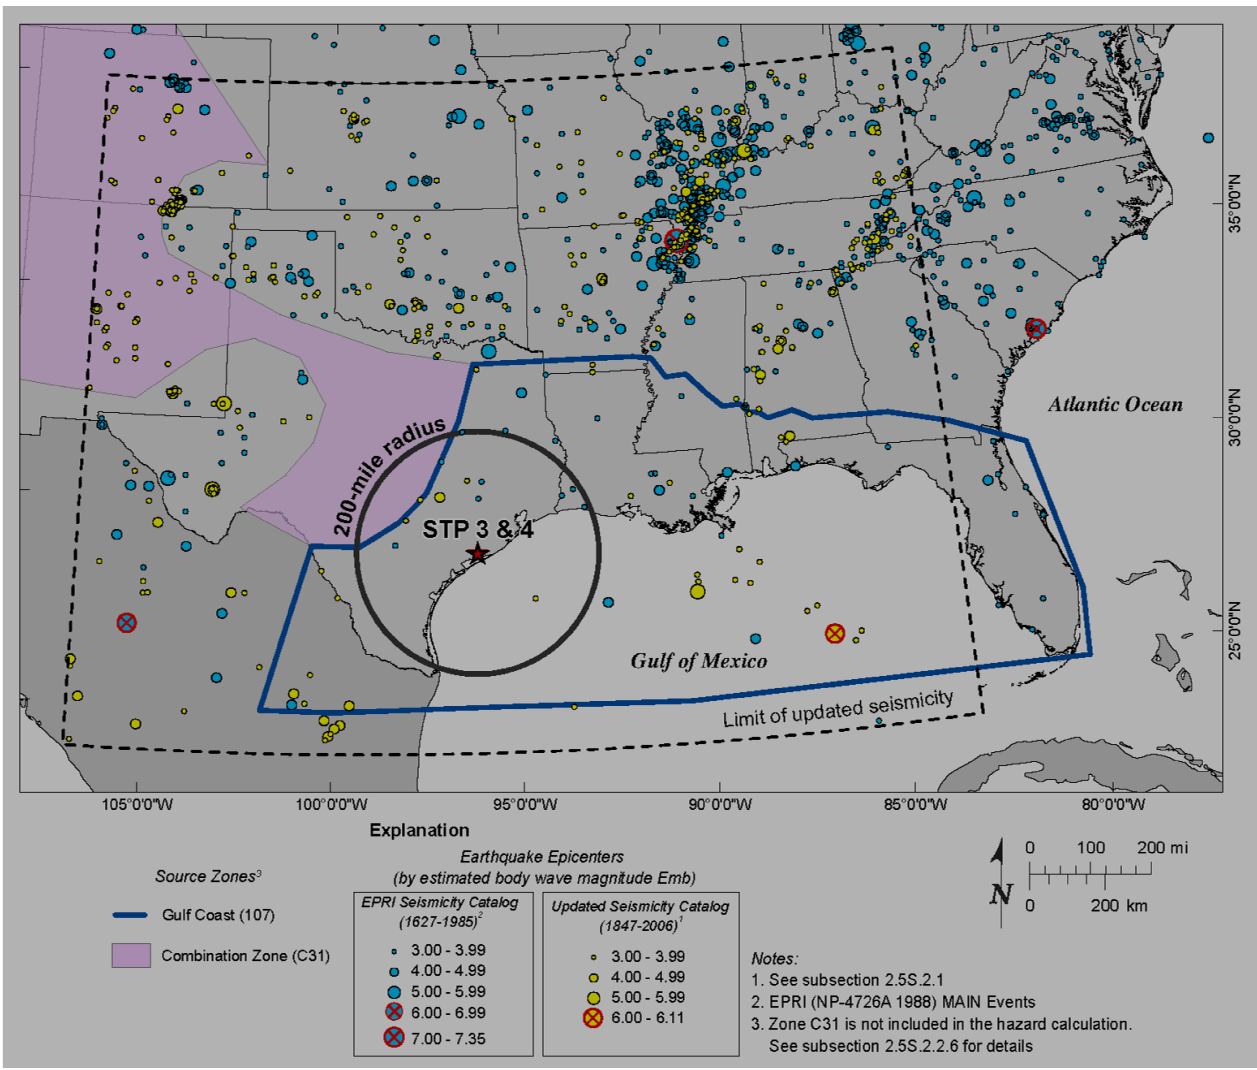 35°0'0"N
Atlantic Ocean
30°0'0"N
200-mile radius
STP 3 & 4
Gulf of Mexico
25°0'0"N
Limit of updated seismicity
105°0'0"W
100°0'0"W
95°0'0"W
90°0'0"W
85°0'0"W
80°0'0"W
Explanation
Source Zones3
Gulf Coast (107)
Combination Zone (C31)
Earthquake Epicenters
(by estimated body wave magnitude Emb)
EPRI Seismicity Catalog
(1627-1985)2
3.00 - 3.99
4.00 - 4.99
5.00 - 5.99
6.00 - 6.99
7.00 - 7.35
Updated Seismicity Catalog
(1847-2006)1
3.00 - 3.99
4.00 - 4.99
5.00 - 5.99
6.00 - 6.11
N
0 100 200 mi
0 200 km
Notes:
1. See subsection 2.5S.2.1
2. EPRI (NP-4726A 1988) MAIN Events
3. Zone C31 is not included in the hazard calculation.
See subsection 2.5S.2.2.6 for details